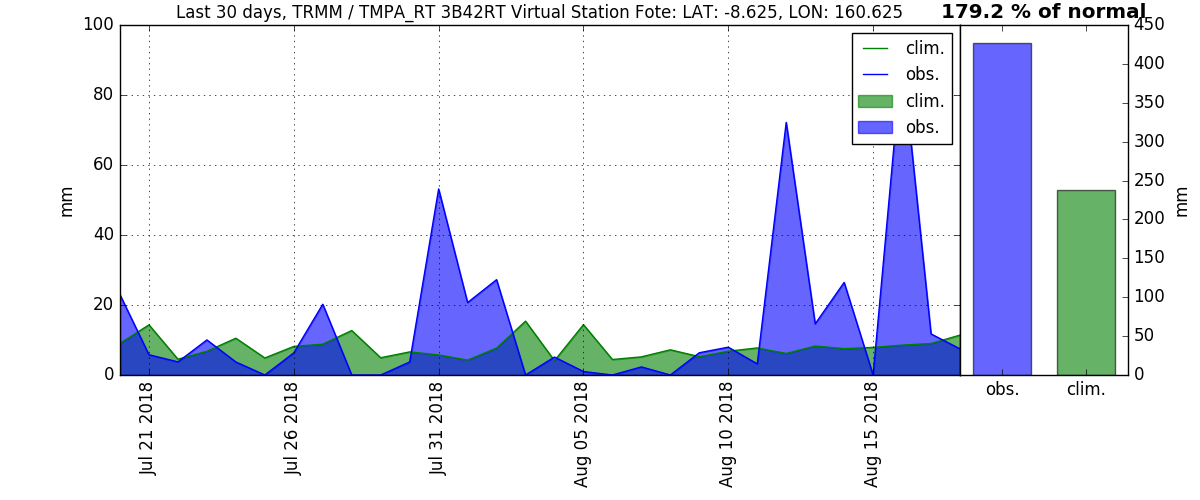 Last 30 days, TRMM / TMPA_RT 3B42RT Virtual Station Fote: LAT: -8.625, LON: 160.625
179.2 % of normal
mm
100
80
60
40
20
0
clim.
obs.
clim.
obs.
450
400
350
300
250
200
150
100
50
0
mm
Jul 21 2018
Jul 26 2018
Jul 31 2018
Aug 05 2018
Aug 10 2018
Aug 15 2018
obs.
clim.